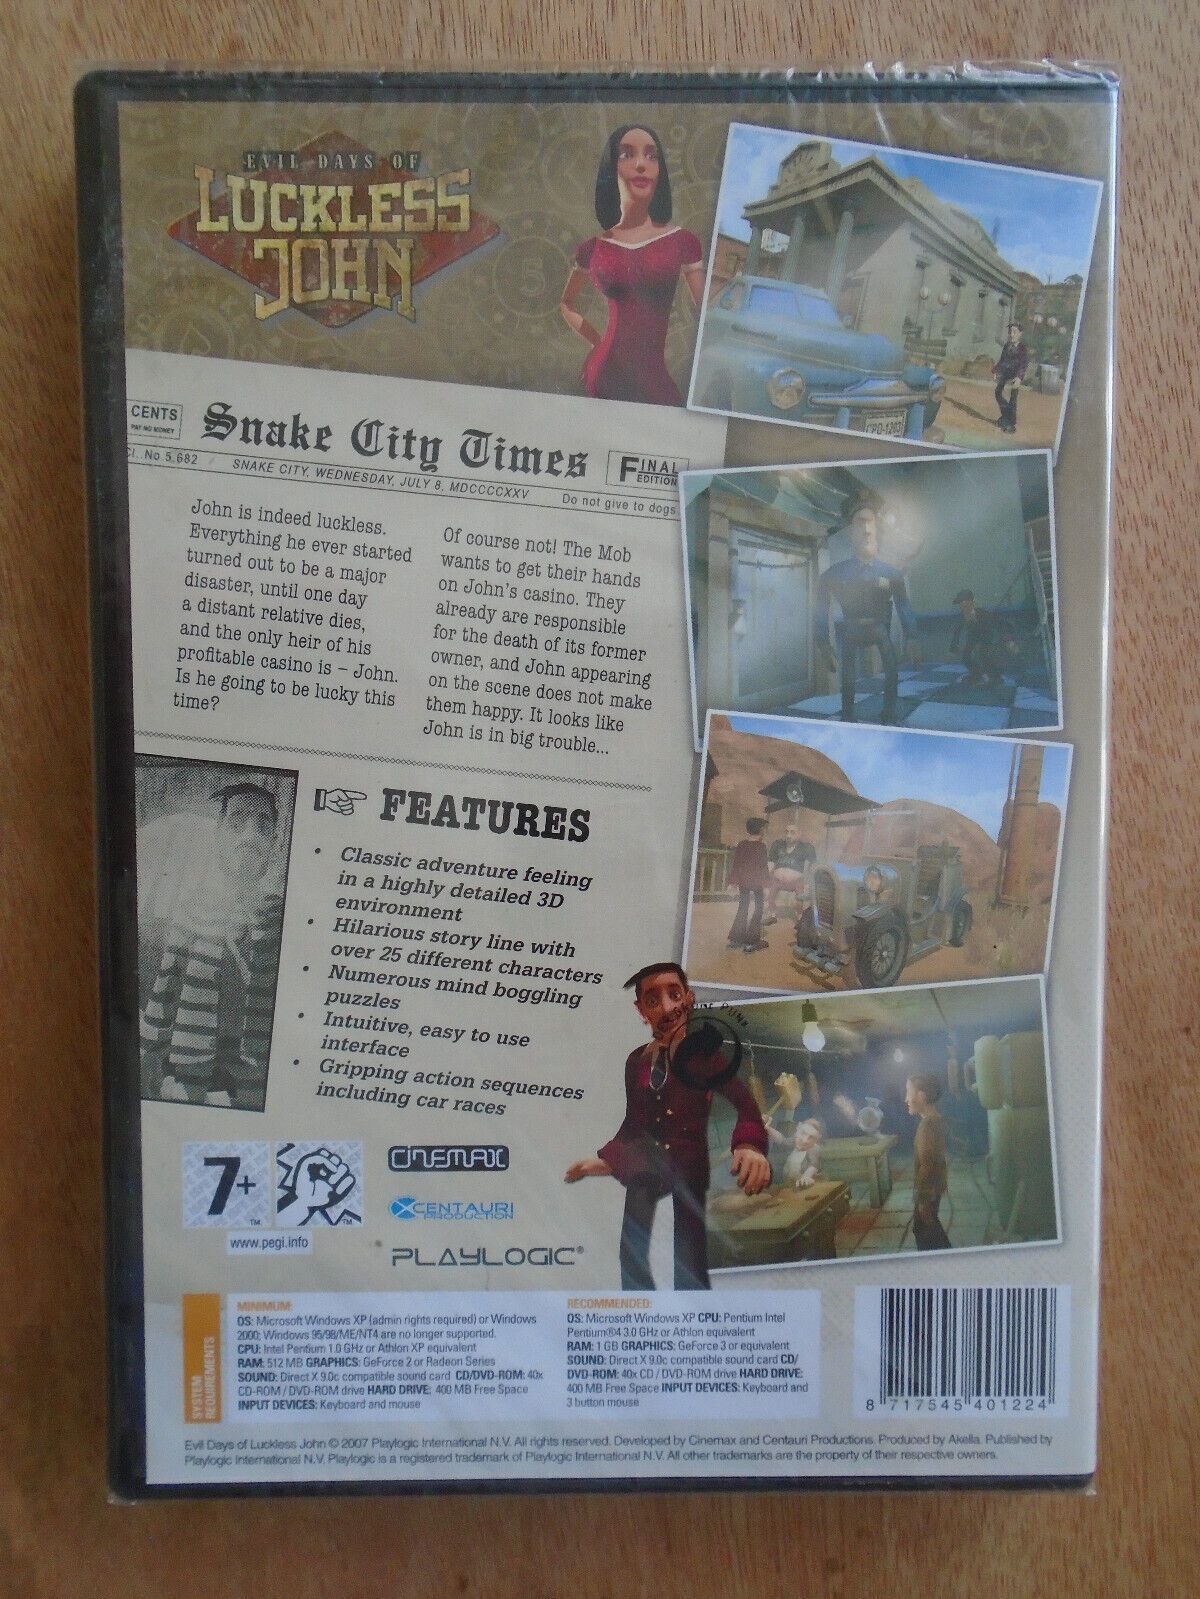 EVIL DAYS OF
LUCKLESS
JOHN
CENTS
PAY NO MONEY
Snake City Times
FINAL
EDITION
No 5.682
SNAKE CITY, WEDNESDAY, JULY 8, MDCCCCXXV
Do not give to dogs
John is indeed luckless.
Everything he ever started
turned out to be a major
disaster, until one day
a distant relative dies,
and the only heir of his
profitable casino is – John.
Is he going to be lucky this
time?
Of course not! The Mob
wants to get their hands
on John's casino. They
already are responsible
for the death of its former
owner, and John appearing
on the scene does not make
them happy. It looks like
John is in big trouble...
FEATURES
• Classic adventure feeling
in a highly detailed 3D
environment
• Hilarious story line with
over 25 different characters
• Numerous mind boggling
puzzles
• Intuitive, easy to use
interface
• Gripping action sequences
including car races
7+
TM
TM
www.pegi.info
CINEMAX
CENTAURI
PRODUCTION
PLAYLOGIC®
SYSTEM
REQUIREMENTS
MINIMUM:
OS: Microsoft Windows XP (admin rights required) or Windows
2000; Windows 95/98/ME/NT4 are no longer supported.
CPU: Intel Pentium 1.0 GHz or Athlon XP equivalent
RAM: 512 MB GRAPHICS: GeForce 2 or Radeon Series
SOUND: Direct X 9.0c compatible sound card CD/DVD-ROM: 40x
CD-ROM / DVD-ROM drive HARD DRIVE: 400 MB Free Space
INPUT DEVICES: Keyboard and mouse
RECOMMENDED:
OS: Microsoft Windows XP CPU: Pentium Intel
Pentium®4 3.0 GHz or Athlon equivalent
RAM: 1 GB GRAPHICS: GeForce 3 or equivalent
SOUND: Direct X 9.0c compatible sound card CD/
DVD-ROM: 40x CD / DVD-ROM drive HARD DRIVE:
400 MB Free Space INPUT DEVICES: Keyboard and
3 button mouse
8 717545 401224
Evil Days of Luckless John © 2007 Playlogic International N.V. All rights reserved. Developed by Cinemax and Centauri Productions. Produced by Akella. Published by
Playlogic International N.V. Playlogic is a registered trademark of Playlogic International N.V. All other trademarks are the property of their respective owners.